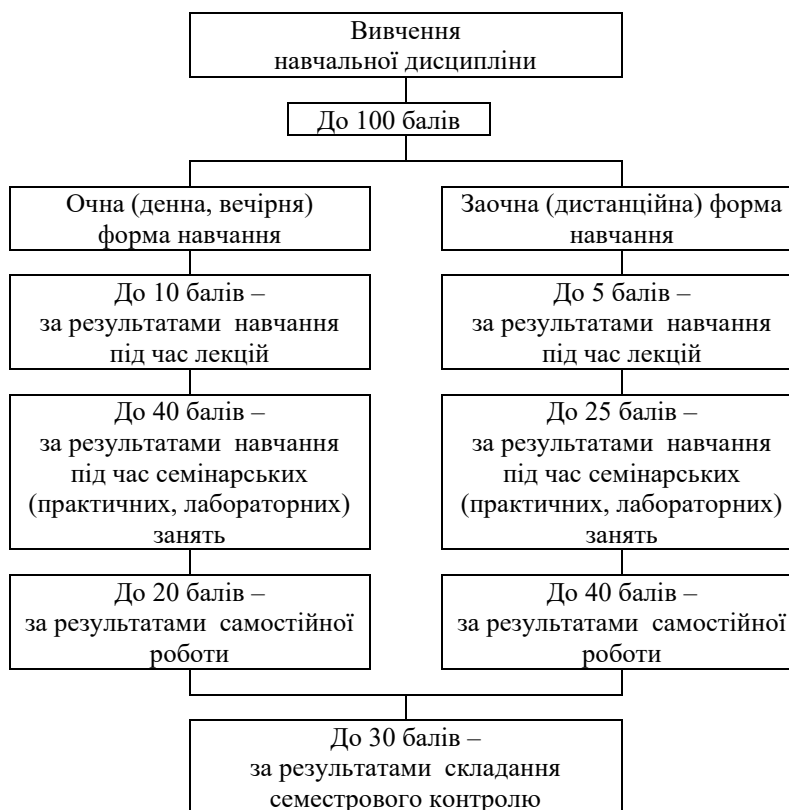 Вивчення
навчальної дисципліни
До 100 балів
Очна (денна, вечірня)
форма навчання
Заочна (дистанційна) форма
навчання
До 10 балів –
за результатами навчання
під час лекцій
До 5 балів –
за результатами навчання
під час лекцій
До 40 балів –
за результатами навчання
під час семінарських
(практичних, лабораторних)
занять
До 25 балів –
за результатами навчання
під час семінарських
(практичних, лабораторних)
занять
До 20 балів –
за результатами самостійної
роботи
До 40 балів –
за результатами самостійної
роботи
До 30 балів –
за результатами складання
семестрового контролю